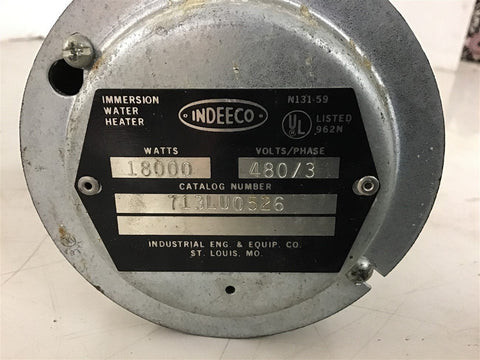 IMMERSION
WATER
HEATER
INDEECO
N131-59
UL LISTED
962N
WATTS
18000
VOLTS/PHASE
480/3
CATALOG NUMBER
713LU0526
INDUSTRIAL ENG. & EQUIP. CO.
ST. LOUIS, MO.